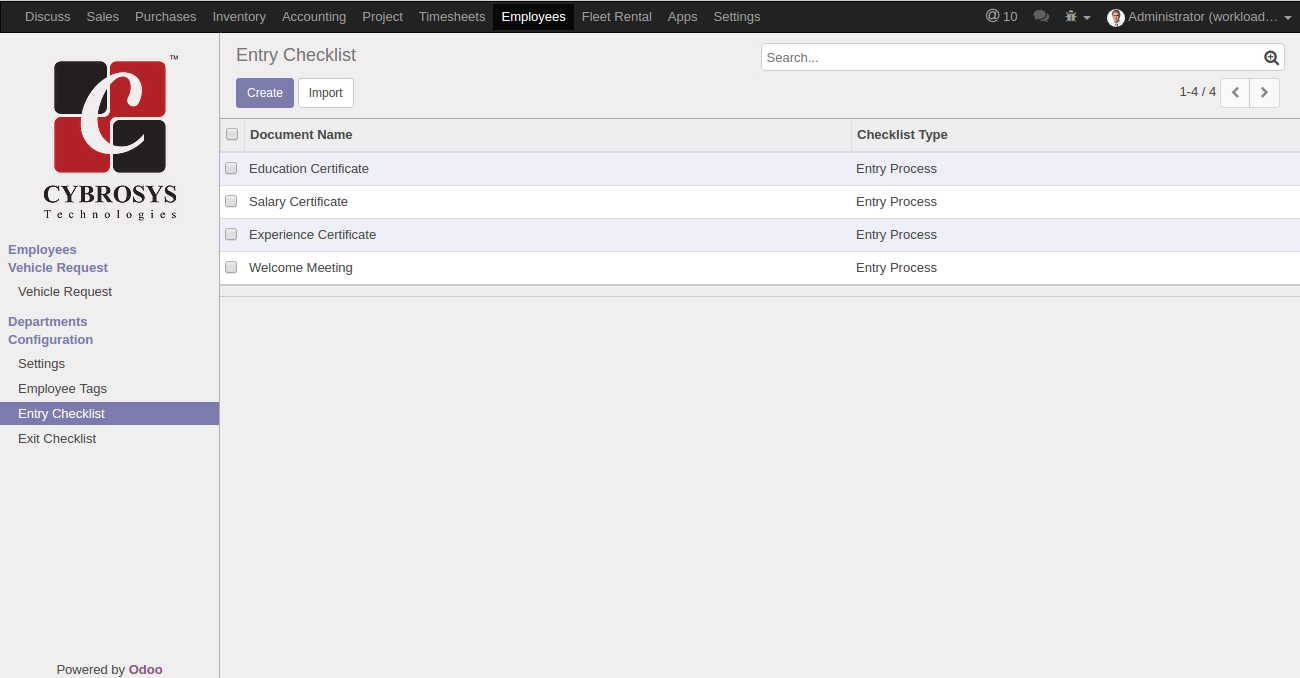 Discuss Sales Purchases Inventory Accounting Project Timesheets Employees Fleet Rental Apps Settings @ 10 Administrator (workload…
TM
CYBROSYS
Technologies
Employees
Vehicle Request
Vehicle Request
Departments
Configuration
Settings
Employee Tags
Entry Checklist
Exit Checklist
Powered by Odoo
Entry Checklist
Search...
Create Import
1-4 / 4
Document Name Checklist Type
Education Certificate Entry Process
Salary Certificate Entry Process
Experience Certificate Entry Process
Welcome Meeting Entry Process